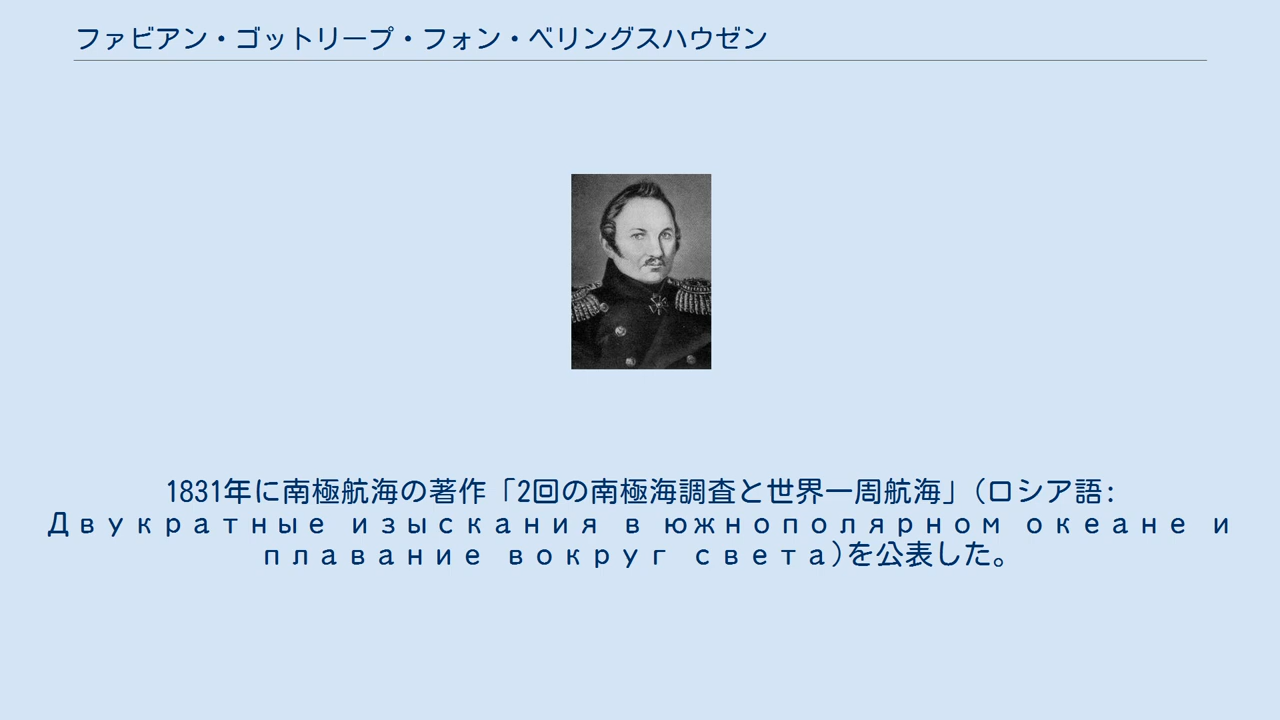 ファビアン・ゴットリープ・フォン・ベリングスハウゼン
1831年に南極航海の著作「2回の南極海調査と世界一周航海」(ロシア語:
Двукратные изыскания в южнополярном океане и
плавание вокруг света)を公表した。